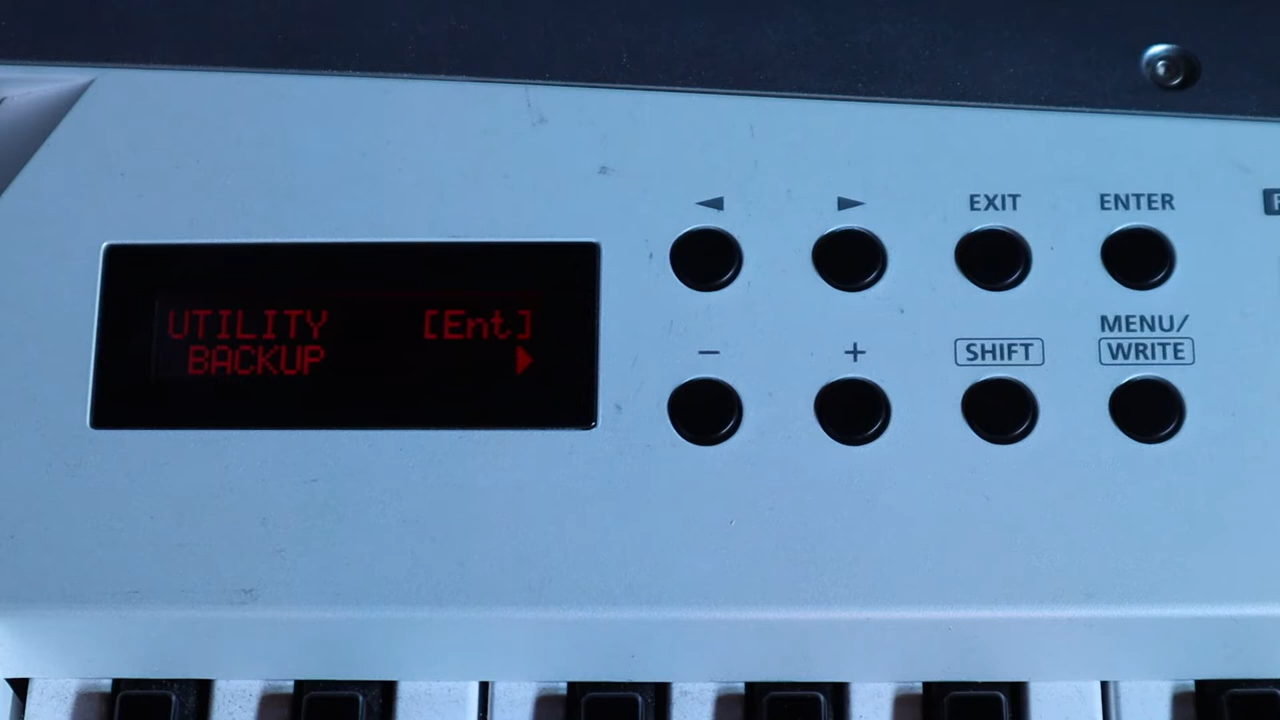 ◄ ► EXIT ENTER
UTILITY [Ent]
BACKUP ►
MENU/
− + SHIFT WRITE